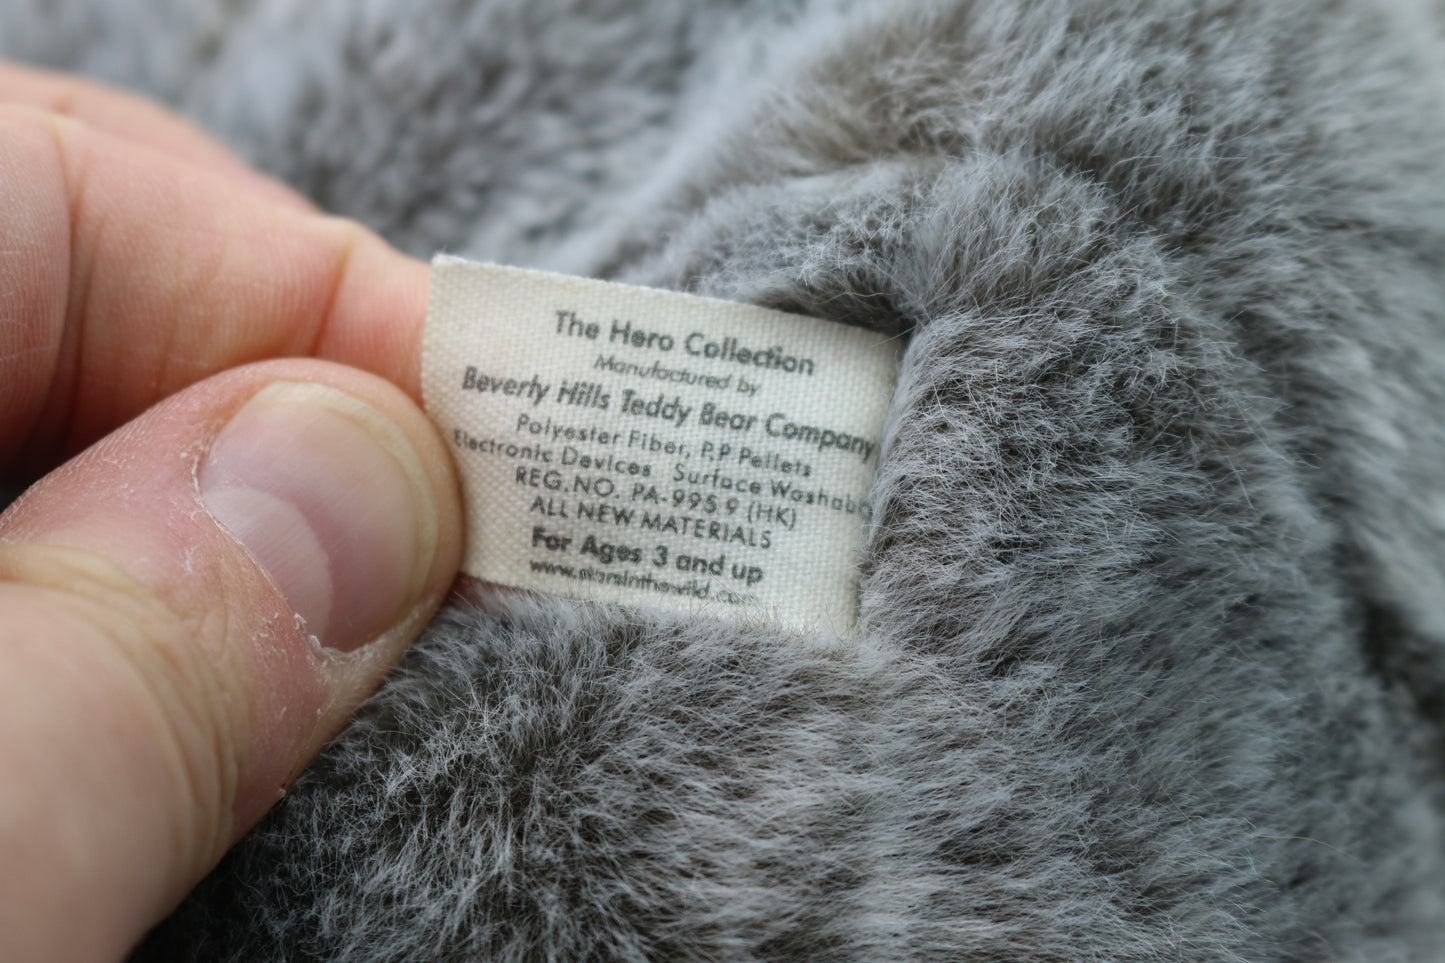 The Hero Collection
Manufactured by
Beverly Hills Teddy Bear Company
Polyester Fiber, P.P Pellets
Electronic Devices Surface Washab
REG.NO. PA-995 9 (HK)
ALL NEW MATERIALS
For Ages 3 and up
www.starsinthewild.com